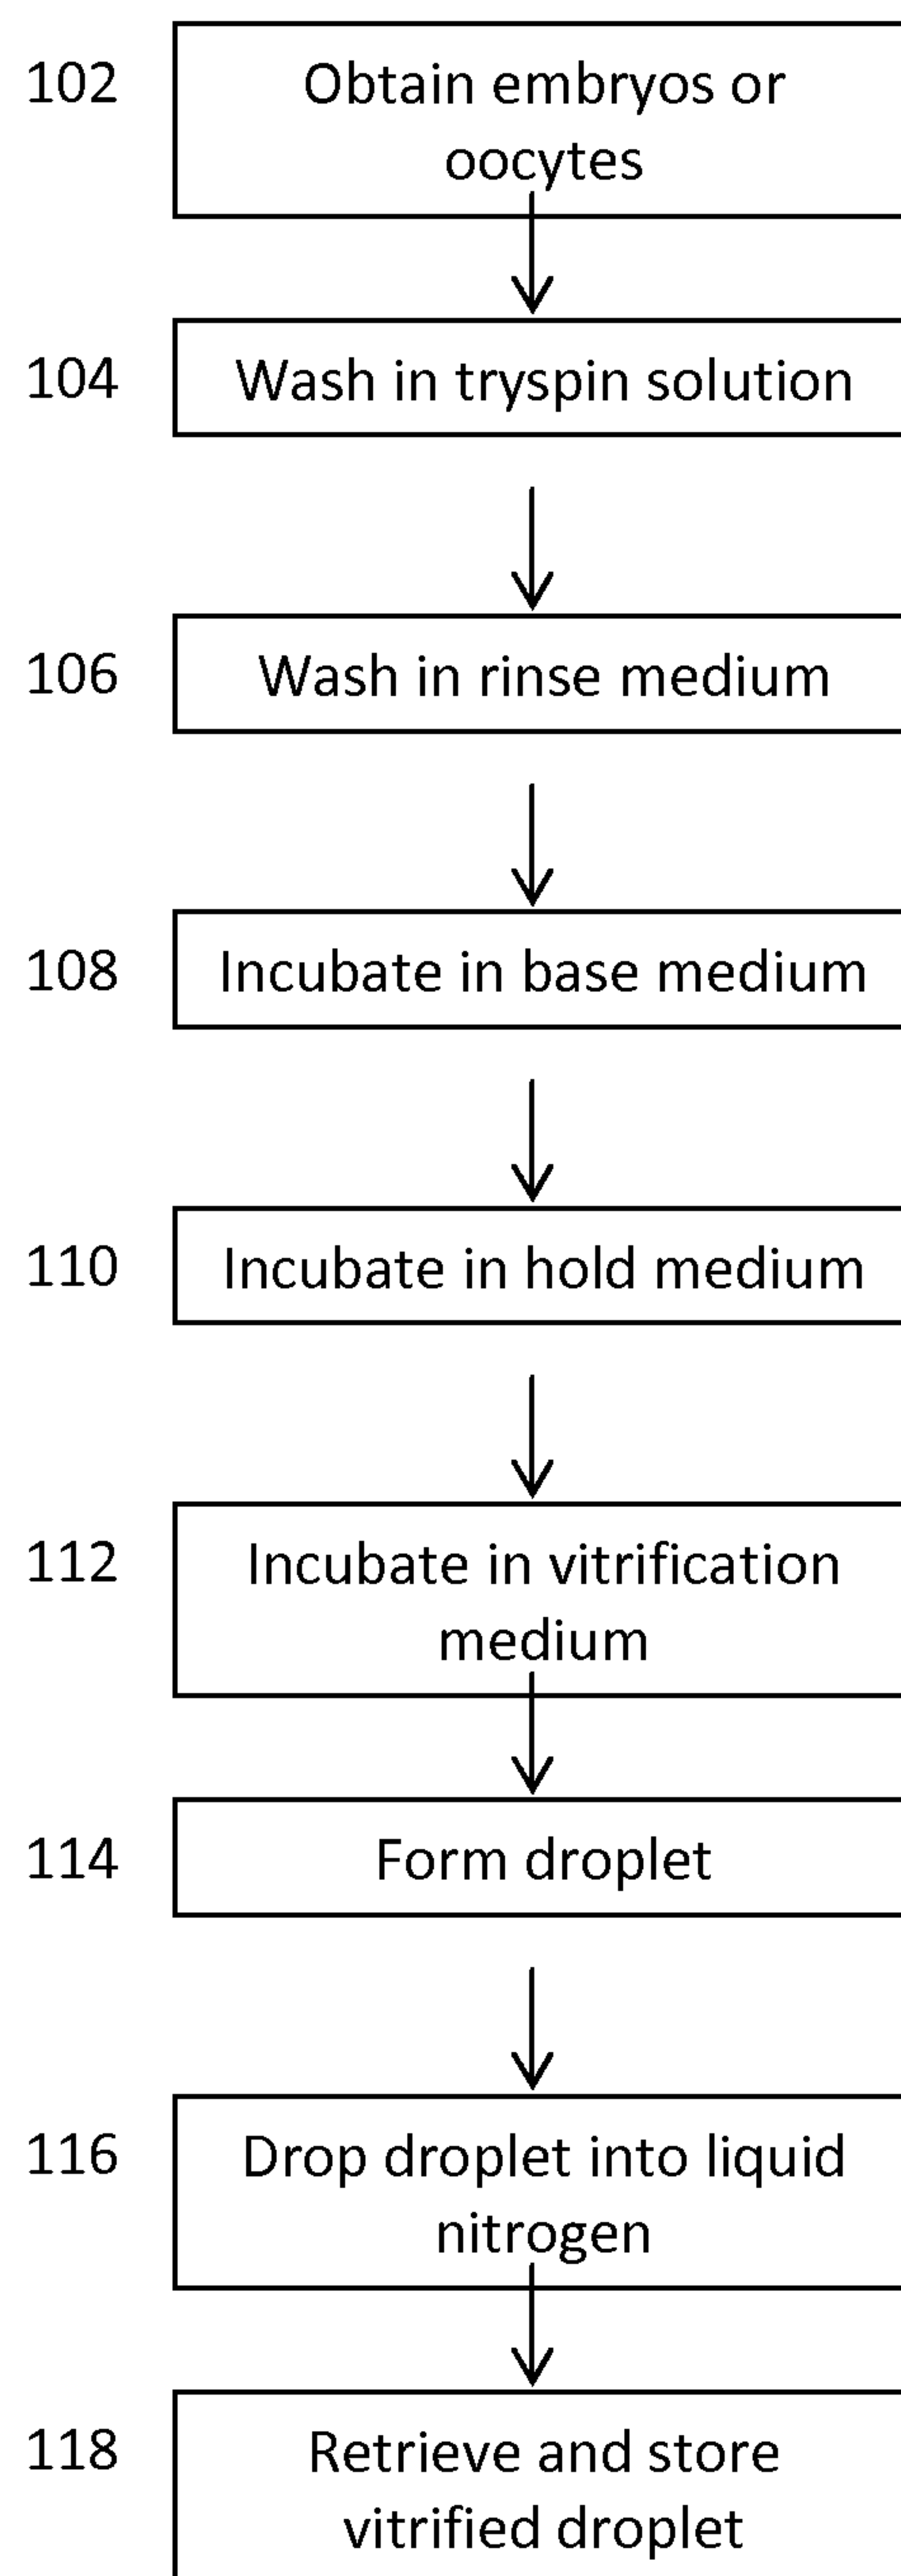 102 Obtain embryos or
oocytes
104 Wash in tryspin solution
106 Wash in rinse medium
108 Incubate in base medium
110 Incubate in hold medium
112 Incubate in vitrification
medium
114 Form droplet
116 Drop droplet into liquid
nitrogen
118 Retrieve and store
vitrified droplet